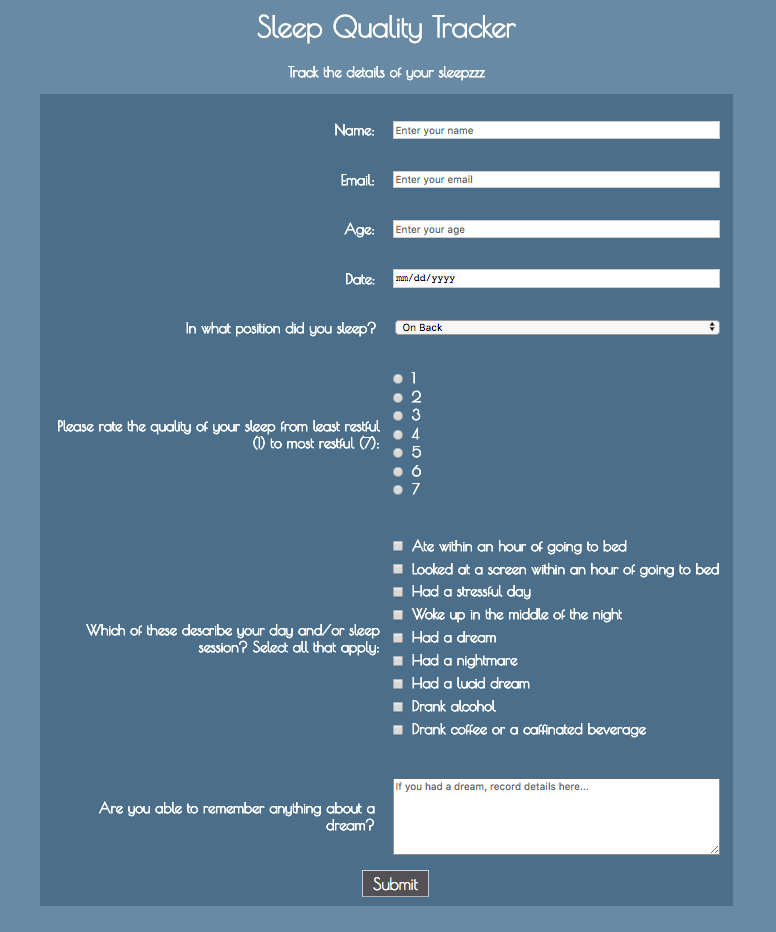 Sleep Quality Tracker
Track the details of your sleepzzz
Name:
Enter your name
Email:
Enter your email
Age:
Enter your age
Date:
mm/dd/yyyy
In what position did you sleep?
On Back
Please rate the quality of your sleep from least restful
(1) to most restful (7):
1
2
3
4
5
6
7
Which of these describe your day and/or sleep
session? Select all that apply:
Ate within an hour of going to bed
Looked at a screen within an hour of going to bed
Had a stressful day
Woke up in the middle of the night
Had a dream
Had a nightmare
Had a lucid dream
Drank alcohol
Drank coffee or a caffinated beverage
Are you able to remember anything about a
dream?
If you had a dream, record details here...
Submit